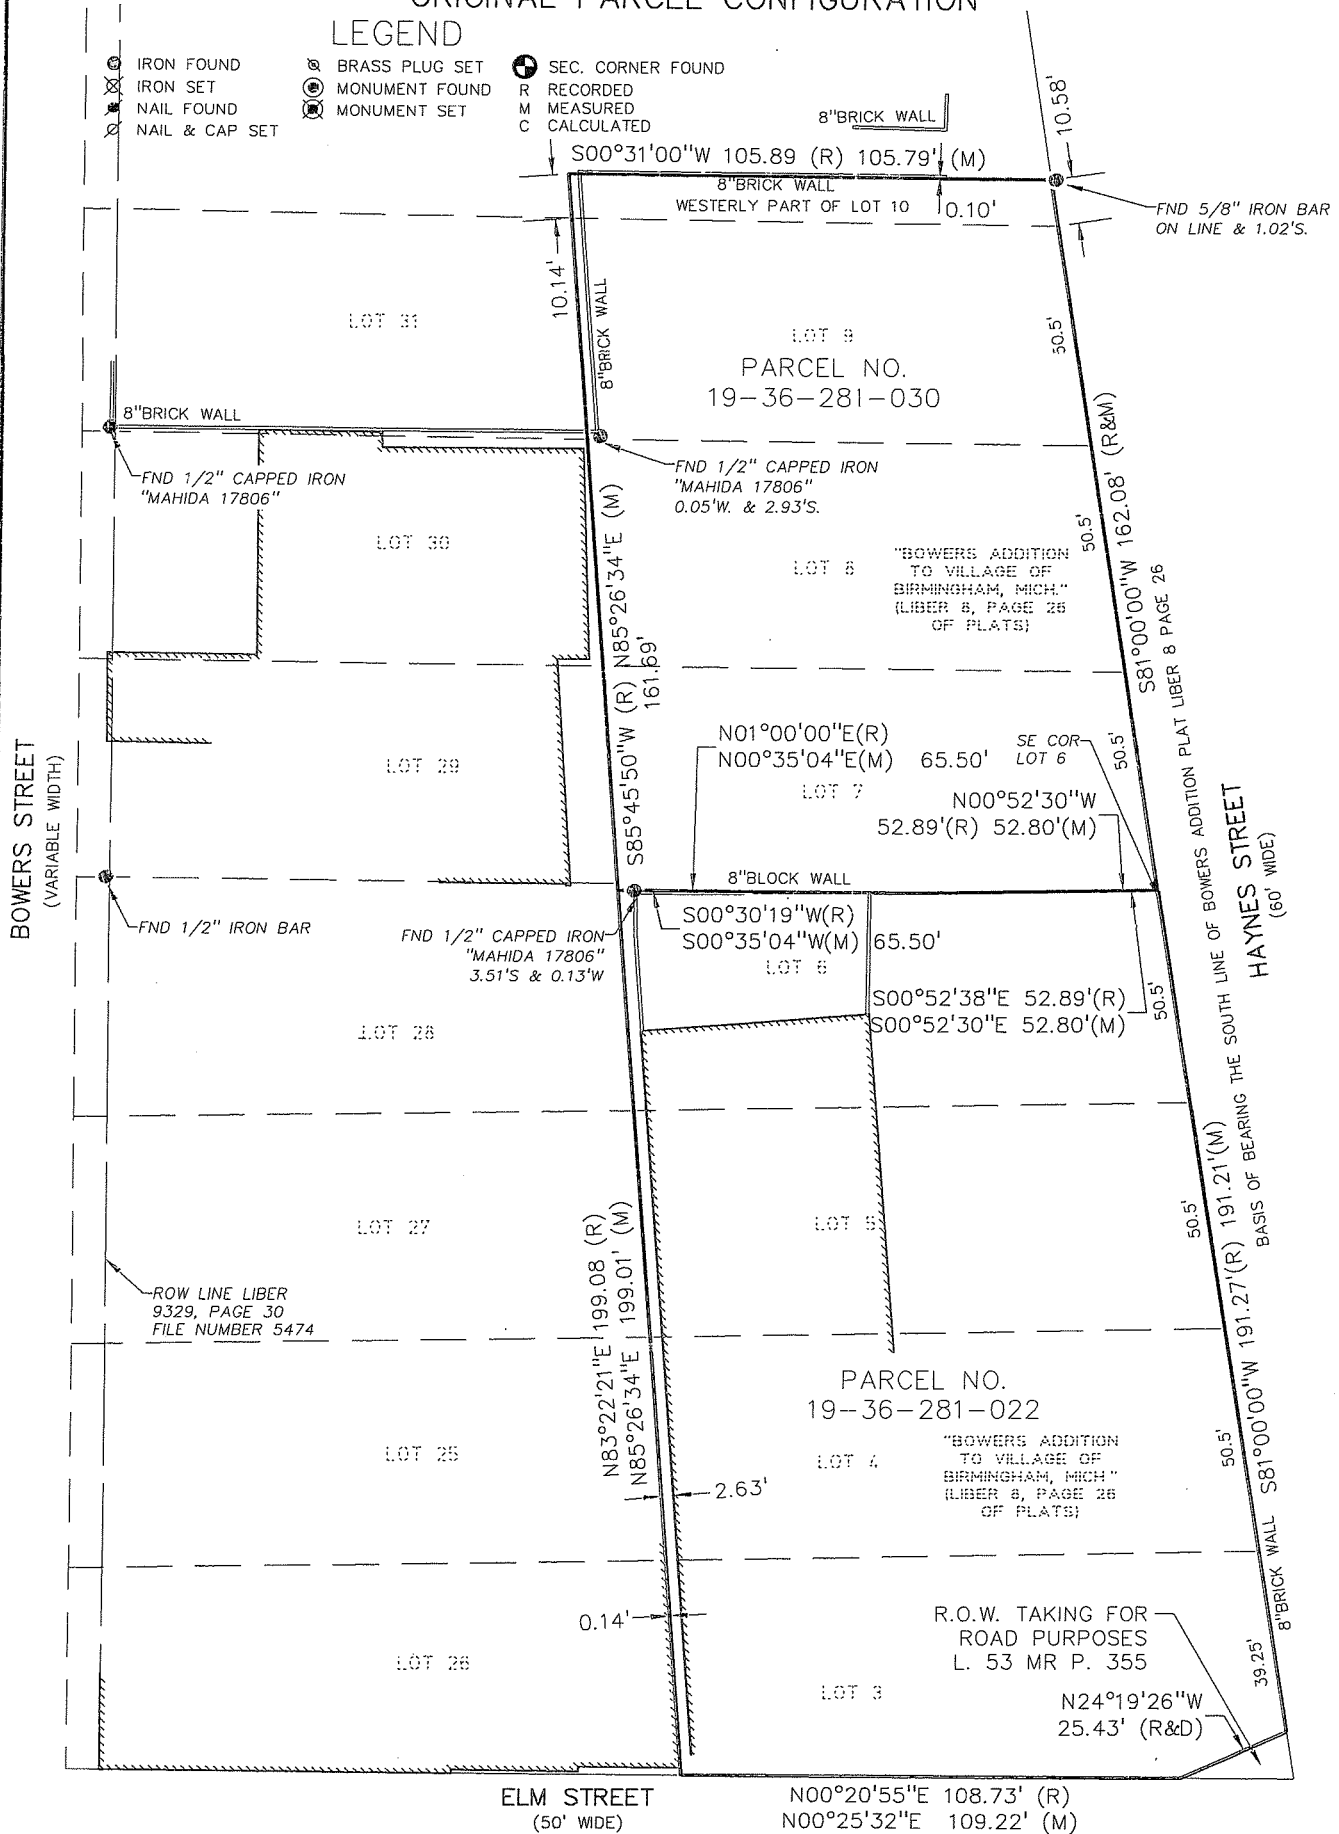 ORIGINAL PARCEL CONFIGURATION
LEGEND
IRON FOUND
IRON SET
NAIL FOUND
NAIL & CAP SET
BRASS PLUG SET
MONUMENT FOUND
MONUMENT SET
SEC. CORNER FOUND
R RECORDED
M MEASURED
C CALCULATED
8"BRICK WALL
10.58'
S00°31'00"W 105.89 (R) 105.79' (M)
8"BRICK WALL
WESTERLY PART OF LOT 10
0.10'
FND 5/8" IRON BAR
ON LINE & 1.02'S.
10.14'
8"BRICK WALL
LOT 31
LOT 9
PARCEL NO.
19-36-281-030
50.5'
8"BRICK WALL
FND 1/2" CAPPED IRON
"MAHIDA 17806"
FND 1/2" CAPPED IRON
"MAHIDA 17806"
0.05'W. & 2.93'S.
S81°00'00"W 162.08' (R&M)
50.5'
LOT 30
LOT 8
"BOWERS ADDITION
TO VILLAGE OF
BIRMINGHAM, MICH."
(LIBER 8, PAGE 26
OF PLATS)
S85°45'50"W (R) N85°26'34"E (M)
161.69'
BOWERS STREET
(VARIABLE WIDTH)
LOT 29
N01°00'00"E(R)
N00°35'04"E(M) 65.50'
LOT 7
SE COR
LOT 6
50.5'
N00°52'30"W
52.89'(R) 52.80'(M)
HAYNES STREET
(60' WIDE)
8"BLOCK WALL
FND 1/2" IRON BAR
FND 1/2" CAPPED IRON
"MAHIDA 17806"
3.51'S & 0.13'W
S00°30'19"W(R)
S00°35'04"W(M) 65.50'
LOT 6
S00°52'38"E 52.89'(R)
S00°52'30"E 52.80'(M)
50.5'
BASIS OF BEARING THE SOUTH LINE OF BOWERS ADDITION PLAT LIBER 8 PAGE 26
LOT 28
LOT 27
LOT 5
50.5'
S81°00'00"W 191.27'(R) 191.21'(M)
N83°22'21"E 199.08 (R)
N85°26'34"E 199.01' (M)
ROW LINE LIBER
9329, PAGE 30
FILE NUMBER 5474
PARCEL NO.
19-36-281-022
LOT 25
LOT 4
"BOWERS ADDITION
TO VILLAGE OF
BIRMINGHAM, MICH"
(LIBER 8, PAGE 26
OF PLATS)
50.5'
2.63'
8"BRICK WALL
0.14'
R.O.W. TAKING FOR
ROAD PURPOSES
L. 53 MR P. 355
39.25'
LOT 26
LOT 3
N24°19'26"W
25.43' (R&D)
ELM STREET
(50' WIDE)
N00°20'55"E 108.73' (R)
N00°25'32"E 109.22' (M)